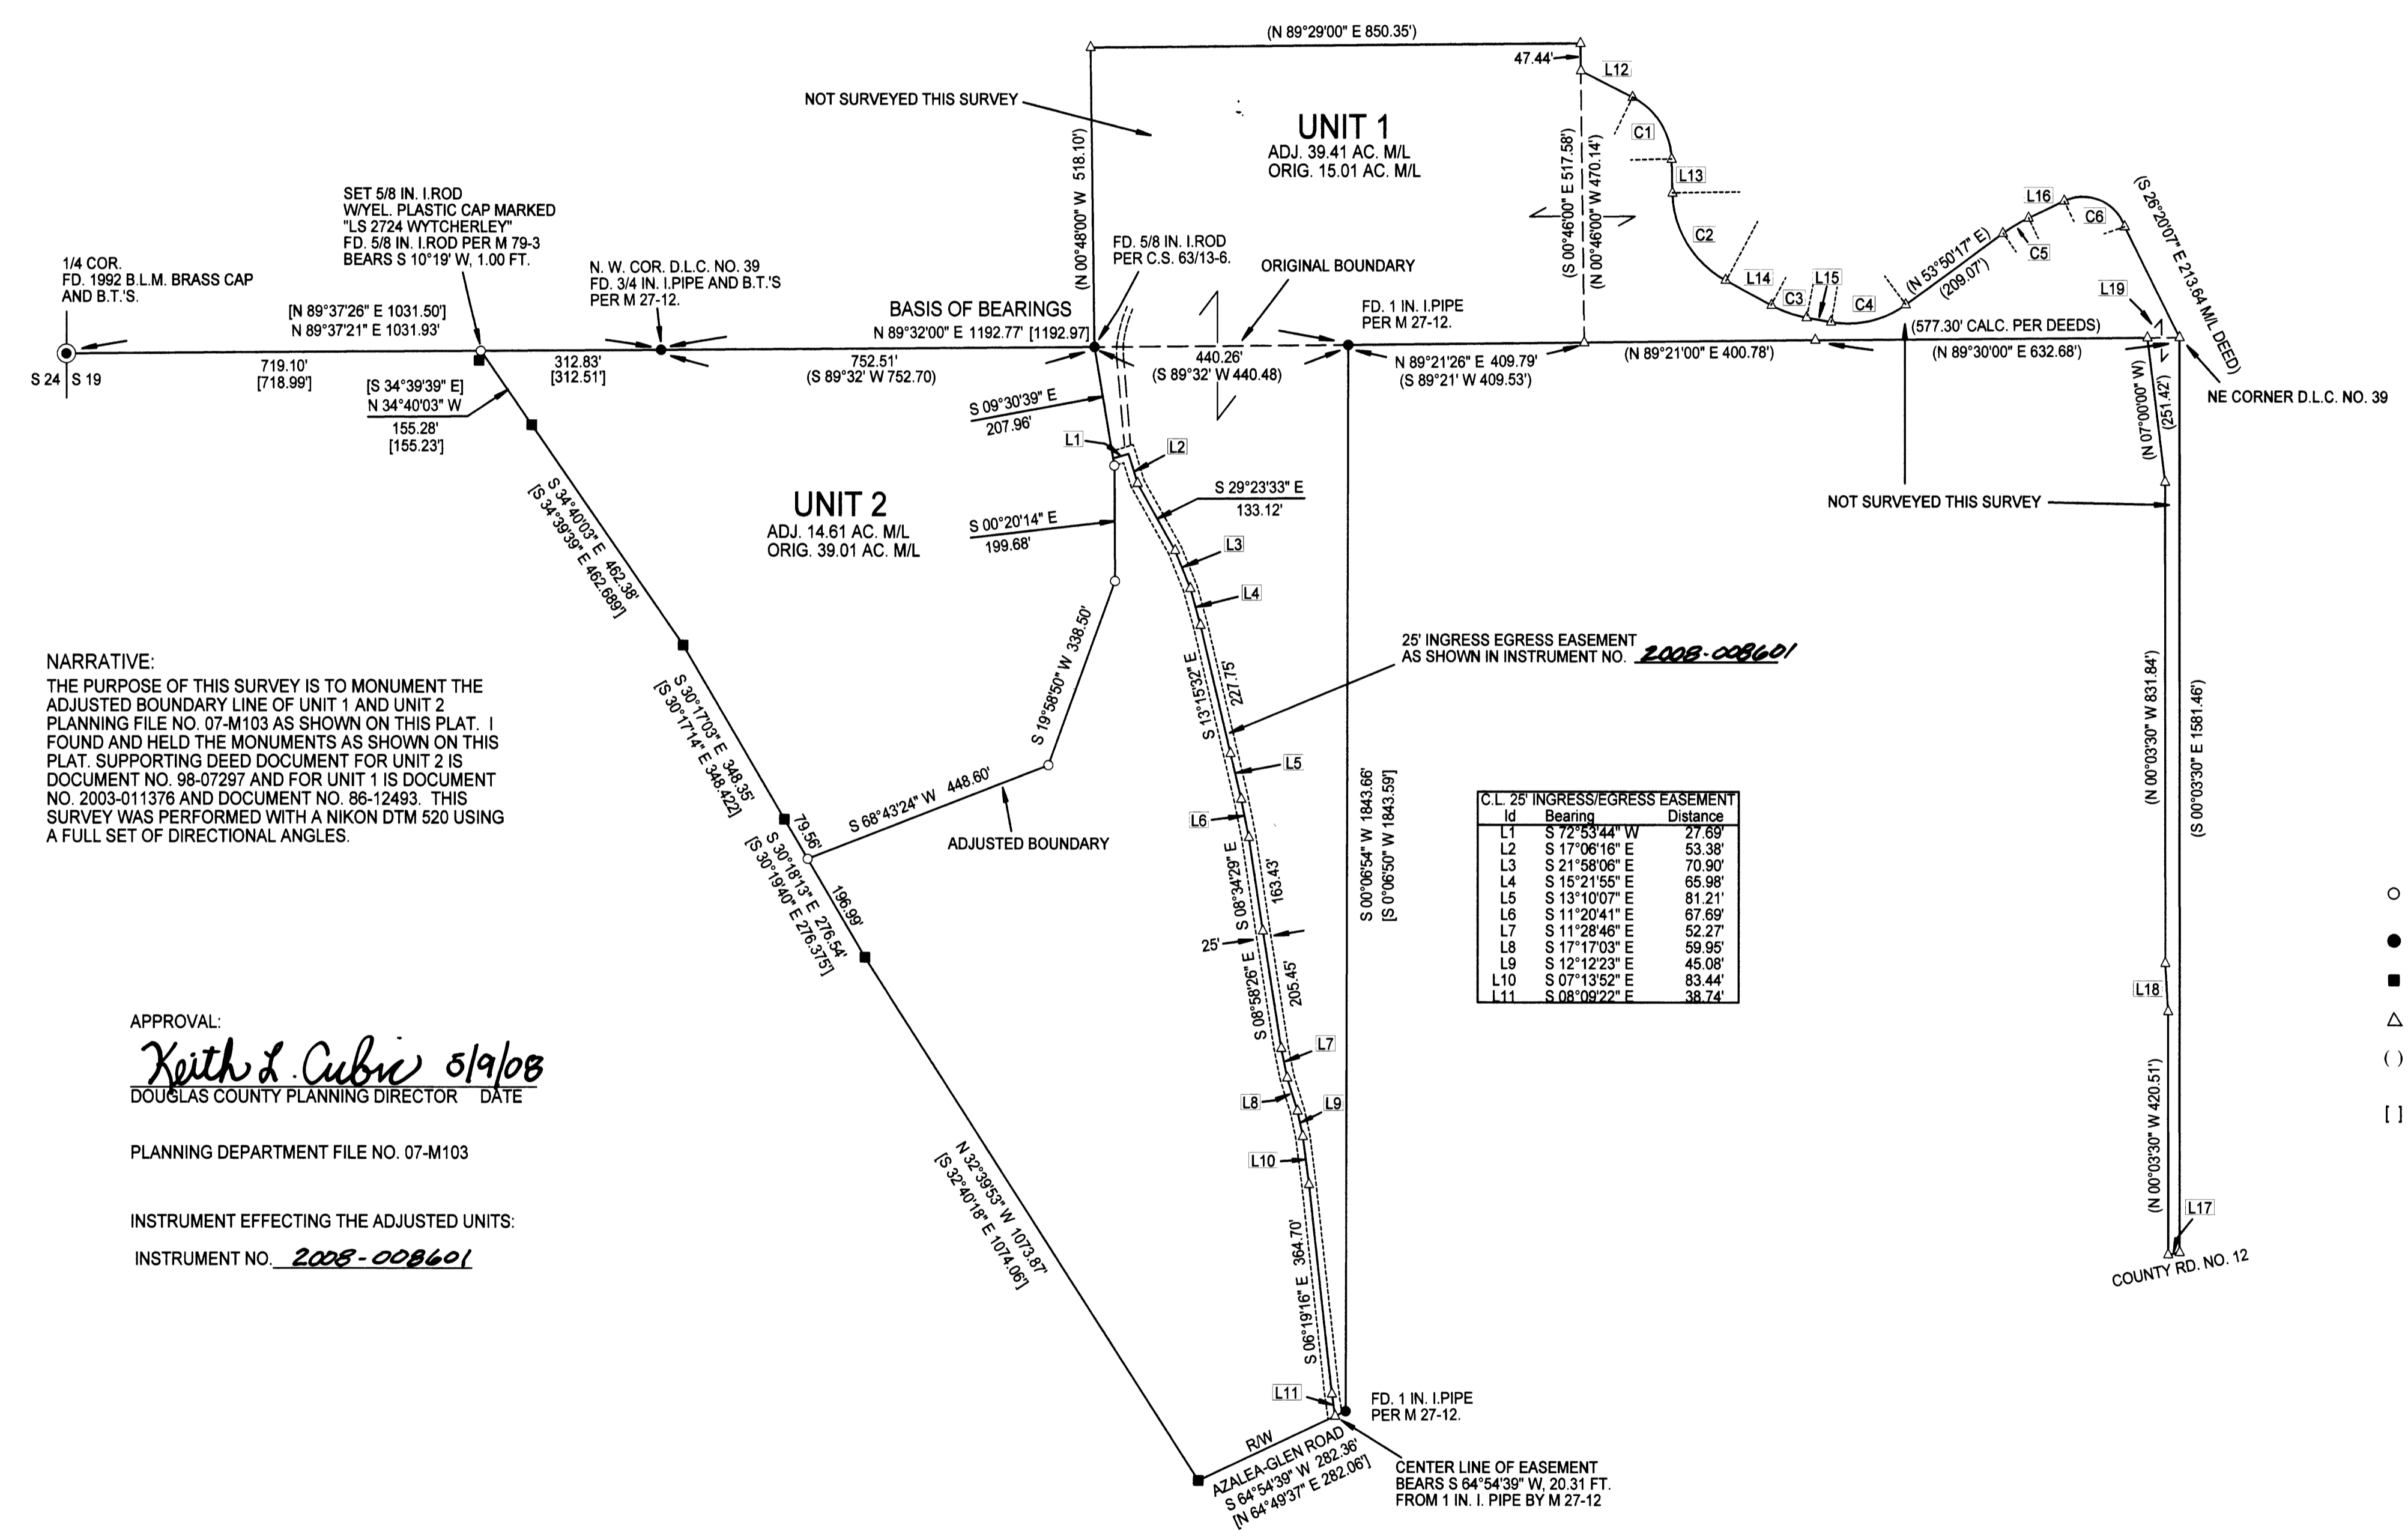 (N 89°29'00" E 850.35')
47.44'
L12
NOT SURVEYED THIS SURVEY
UNIT 1
ADJ. 39.41 AC. M/L
ORIG. 15.01 AC. M/L
(N 00°48'00" W 518.10')
(S 00°46'00" E 517.58')
(N 00°46'00" W 470.14')
C1
L13
C2
L14
C3
L15
C4
(N 53°50'17" E)
(209.07')
C5
L16
C6
(S 26°20'07" E 213.64 M/L DEED)
L19
SET 5/8 IN. I.ROD
W/YEL. PLASTIC CAP MARKED
"LS 2724 WYTCHERLEY"
FD. 5/8 IN. I.ROD PER M 79-3
BEARS S 10°19' W, 1.00 FT.
1/4 COR.
FD. 1992 B.L.M. BRASS CAP
AND B.T.'S.
N. W. COR. D.L.C. NO. 39
FD. 3/4 IN. I.PIPE AND B.T.'S
PER M 27-12.
FD. 5/8 IN. I.ROD
PER C.S. 63/13-6.
ORIGINAL BOUNDARY
FD. 1 IN. I.PIPE
PER M 27-12.
[N 89°37'26" E 1031.50']
N 89°37'21" E 1031.93'
BASIS OF BEARINGS
N 89°32'00" E 1192.77' [1192.97]
(577.30' CALC. PER DEEDS)
S 24 S 19
719.10'
[718.99']
312.83'
[312.51']
752.51'
(S 89°32' W 752.70)
440.26'
(S 89°32' W 440.48)
N 89°21'26" E 409.79'
(S 89°21' W 409.53')
(N 89°21'00" E 400.78')
(N 89°30'00" E 632.68')
NE CORNER D.L.C. NO. 39
[S 34°39'39" E]
N 34°40'03" W
155.28'
[155.23']
S 09°30'39" E
207.96'
L1
L2
(N 07°00'00" W)
(251.42')
S 34°40'03" E 462.38'
[S 34°39'39" E 462.689']
UNIT 2
ADJ. 14.61 AC. M/L
ORIG. 39.01 AC. M/L
S 00°20'14" E
199.68'
S 29°23'33" E
133.12'
L3
L4
NOT SURVEYED THIS SURVEY
25' INGRESS EGRESS EASEMENT
AS SHOWN IN INSTRUMENT NO. 2008-008601
NARRATIVE:
THE PURPOSE OF THIS SURVEY IS TO MONUMENT THE
ADJUSTED BOUNDARY LINE OF UNIT 1 AND UNIT 2
PLANNING FILE NO. 07-M103 AS SHOWN ON THIS PLAT. I
FOUND AND HELD THE MONUMENTS AS SHOWN ON THIS
PLAT. SUPPORTING DEED DOCUMENT FOR UNIT 2 IS
DOCUMENT NO. 98-07297 AND FOR UNIT 1 IS DOCUMENT
NO. 2003-011376 AND DOCUMENT NO. 86-12493. THIS
SURVEY WAS PERFORMED WITH A NIKON DTM 520 USING
A FULL SET OF DIRECTIONAL ANGLES.
S 30°17'03" E 348.35'
[S 30°17'14" E 348.422]
S 19°58'50" W 338.50'
S 13°15'32" E
227.75'
L5
L6
S 68°43'24" W 448.60'
ADJUSTED BOUNDARY
79.56'
S 30°18'13" E 276.54'
[S 30°19'40" E 276.375']
196.99'
S 08°34'29" E
163.43'
25'
S 08°58'26" E
205.45'
S 00°06'54" W 1843.66'
[S 0°06'50" W 1843.59']
C.L. 25' INGRESS/EGRESS EASEMENT
Id Bearing Distance
L1 S 72°53'44" W 27.69'
L2 S 17°06'16" E 53.38'
L3 S 21°58'06" E 70.90'
L4 S 15°21'55" E 65.98'
L5 S 13°10'07" E 81.21'
L6 S 11°20'41" E 67.69'
L7 S 11°28'46" E 52.27'
L8 S 17°17'03" E 59.95'
L9 S 12°12'23" E 45.08'
L10 S 07°13'52" E 83.44'
L11 S 08°09'22" E 38.74'
(N 00°03'30" W 831.84')
(S 00°03'30" E 1581.46')
L18
( )
[ ]
(N 00°03'30" W 420.51')
L17
COUNTY RD. NO. 12
APPROVAL:
Keith L. Cubic 5/9/08
DOUGLAS COUNTY PLANNING DIRECTOR DATE
PLANNING DEPARTMENT FILE NO. 07-M103
INSTRUMENT EFFECTING THE ADJUSTED UNITS:
INSTRUMENT NO. 2008-008601
L7
L8
L9
L10
N 32°39'53" W 1073.87'
[S 32°40'18" E 1074.06']
S 06°19'16" E 364.70'
L11
FD. 1 IN. I.PIPE
PER M 27-12.
R/W
AZALEA-GLEN ROAD
S 64°54'39" W 282.36'
[N 64°49'37" E 282.06']
CENTER LINE OF EASEMENT
BEARS S 64°54'39" W, 20.31 FT.
FROM 1 IN. I. PIPE BY M 27-12